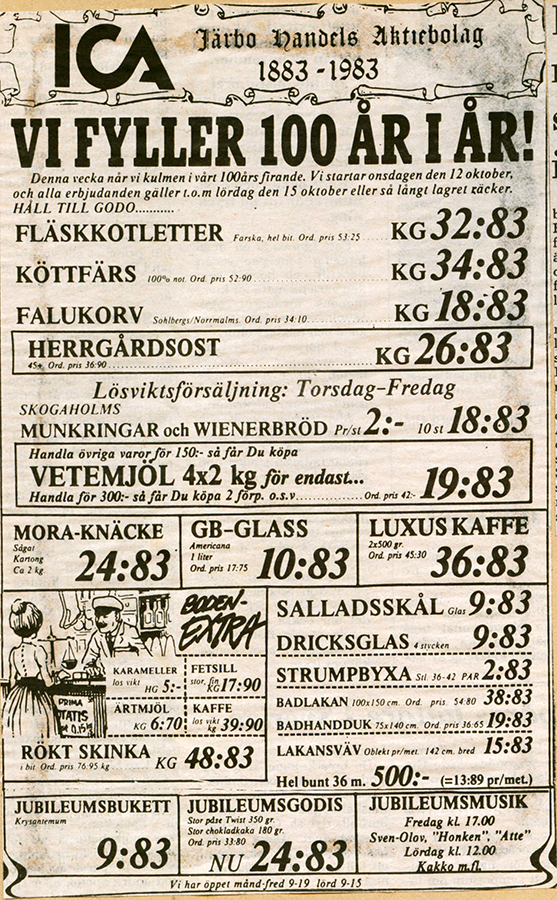 ICA Järbo Handels Aktiebolag
1883 - 1983
VI FYLLER 100 ÅR I ÅR!
Denna vecka når vi kulmen i vårt 100års firande. Vi startar onsdagen den 12 oktober,
och alla erbjudanden gäller t.o.m lördag den 15 oktober eller så långt lagret räcker.
HÅLL TILL GODO...........
FLÄSKKOTLETTER Färska, hel bit. Ord. pris 53:25 KG 32:83
KÖTTFÄRS 100% not. Ord. pris 52:90 KG 34:83
FALUKORV Sohlbergs/Norrmalms. Ord. pris 34:10 KG 18:83
HERRGÅRDSOST KG 26:83
45+ Ord. pris 36:90
Lösviktsförsäljning: Torsdag-Fredag
SKOGAHOLMS
MUNKRINGAR och WIENERBRÖD Pr/st 2:- 10 st 18:83
Handla övriga varor för 150:- så får Du köpa
VETEMJÖL 4x2 kg för endast...
Handla för 300:- så får Du köpa 2 förp. o.s.v. Ord. pris 42:- 19:83
MORA-KNÄCKE
Sågat
Kartong
Ca 2 kg 24:83
GB-GLASS
Americana
1 liter
Ord. pris 17:75 10:83
LUXUS KAFFE
2x500 gr.
Ord. pris 45:30 36:83
BODEN-
EXTRA
KARAMELLER
lös vikt
HG 5:-
FETSILL
stor, fin
KG 17:90
ÄRTMJÖL
KG 6:70
KAFFE
lös vikt
KG 39:90
PRIMA
RÖKT SKINKA
i bit Ord. pris 76:95 kg KG 48:83
SALLADSSKÅL Glas 9:83
DRICKSGLAS 4 stycken 9:83
STRUMPBYXA Stl 36-42 PAR 2:83
BADLAKAN 100x150 cm. Ord. pris 54:80 38:83
BADHANDDUK 75x140 cm. Ord. pris 36:65 19:83
LAKANSVÄV Oblekt pr/met. 142 cm. bred 15:83
Hel bunt 36 m. 500:- (=13:89 pr/met.)
JUBILEUMSBUKETT
Krysantemum
9:83
JUBILEUMSGODIS
Stor påse Twist 350 gr.
Stor chokladkaka 180 gr.
Ord. pris 33:80
NU 24:83
JUBILEUMSMUSIK
Fredag kl. 17.00
Sven-Olov, "Honken", "Atte"
Lördag kl. 12.00
Kakko m.fl.
Vi har öppet månd-fred 9-19 lörd 9-15